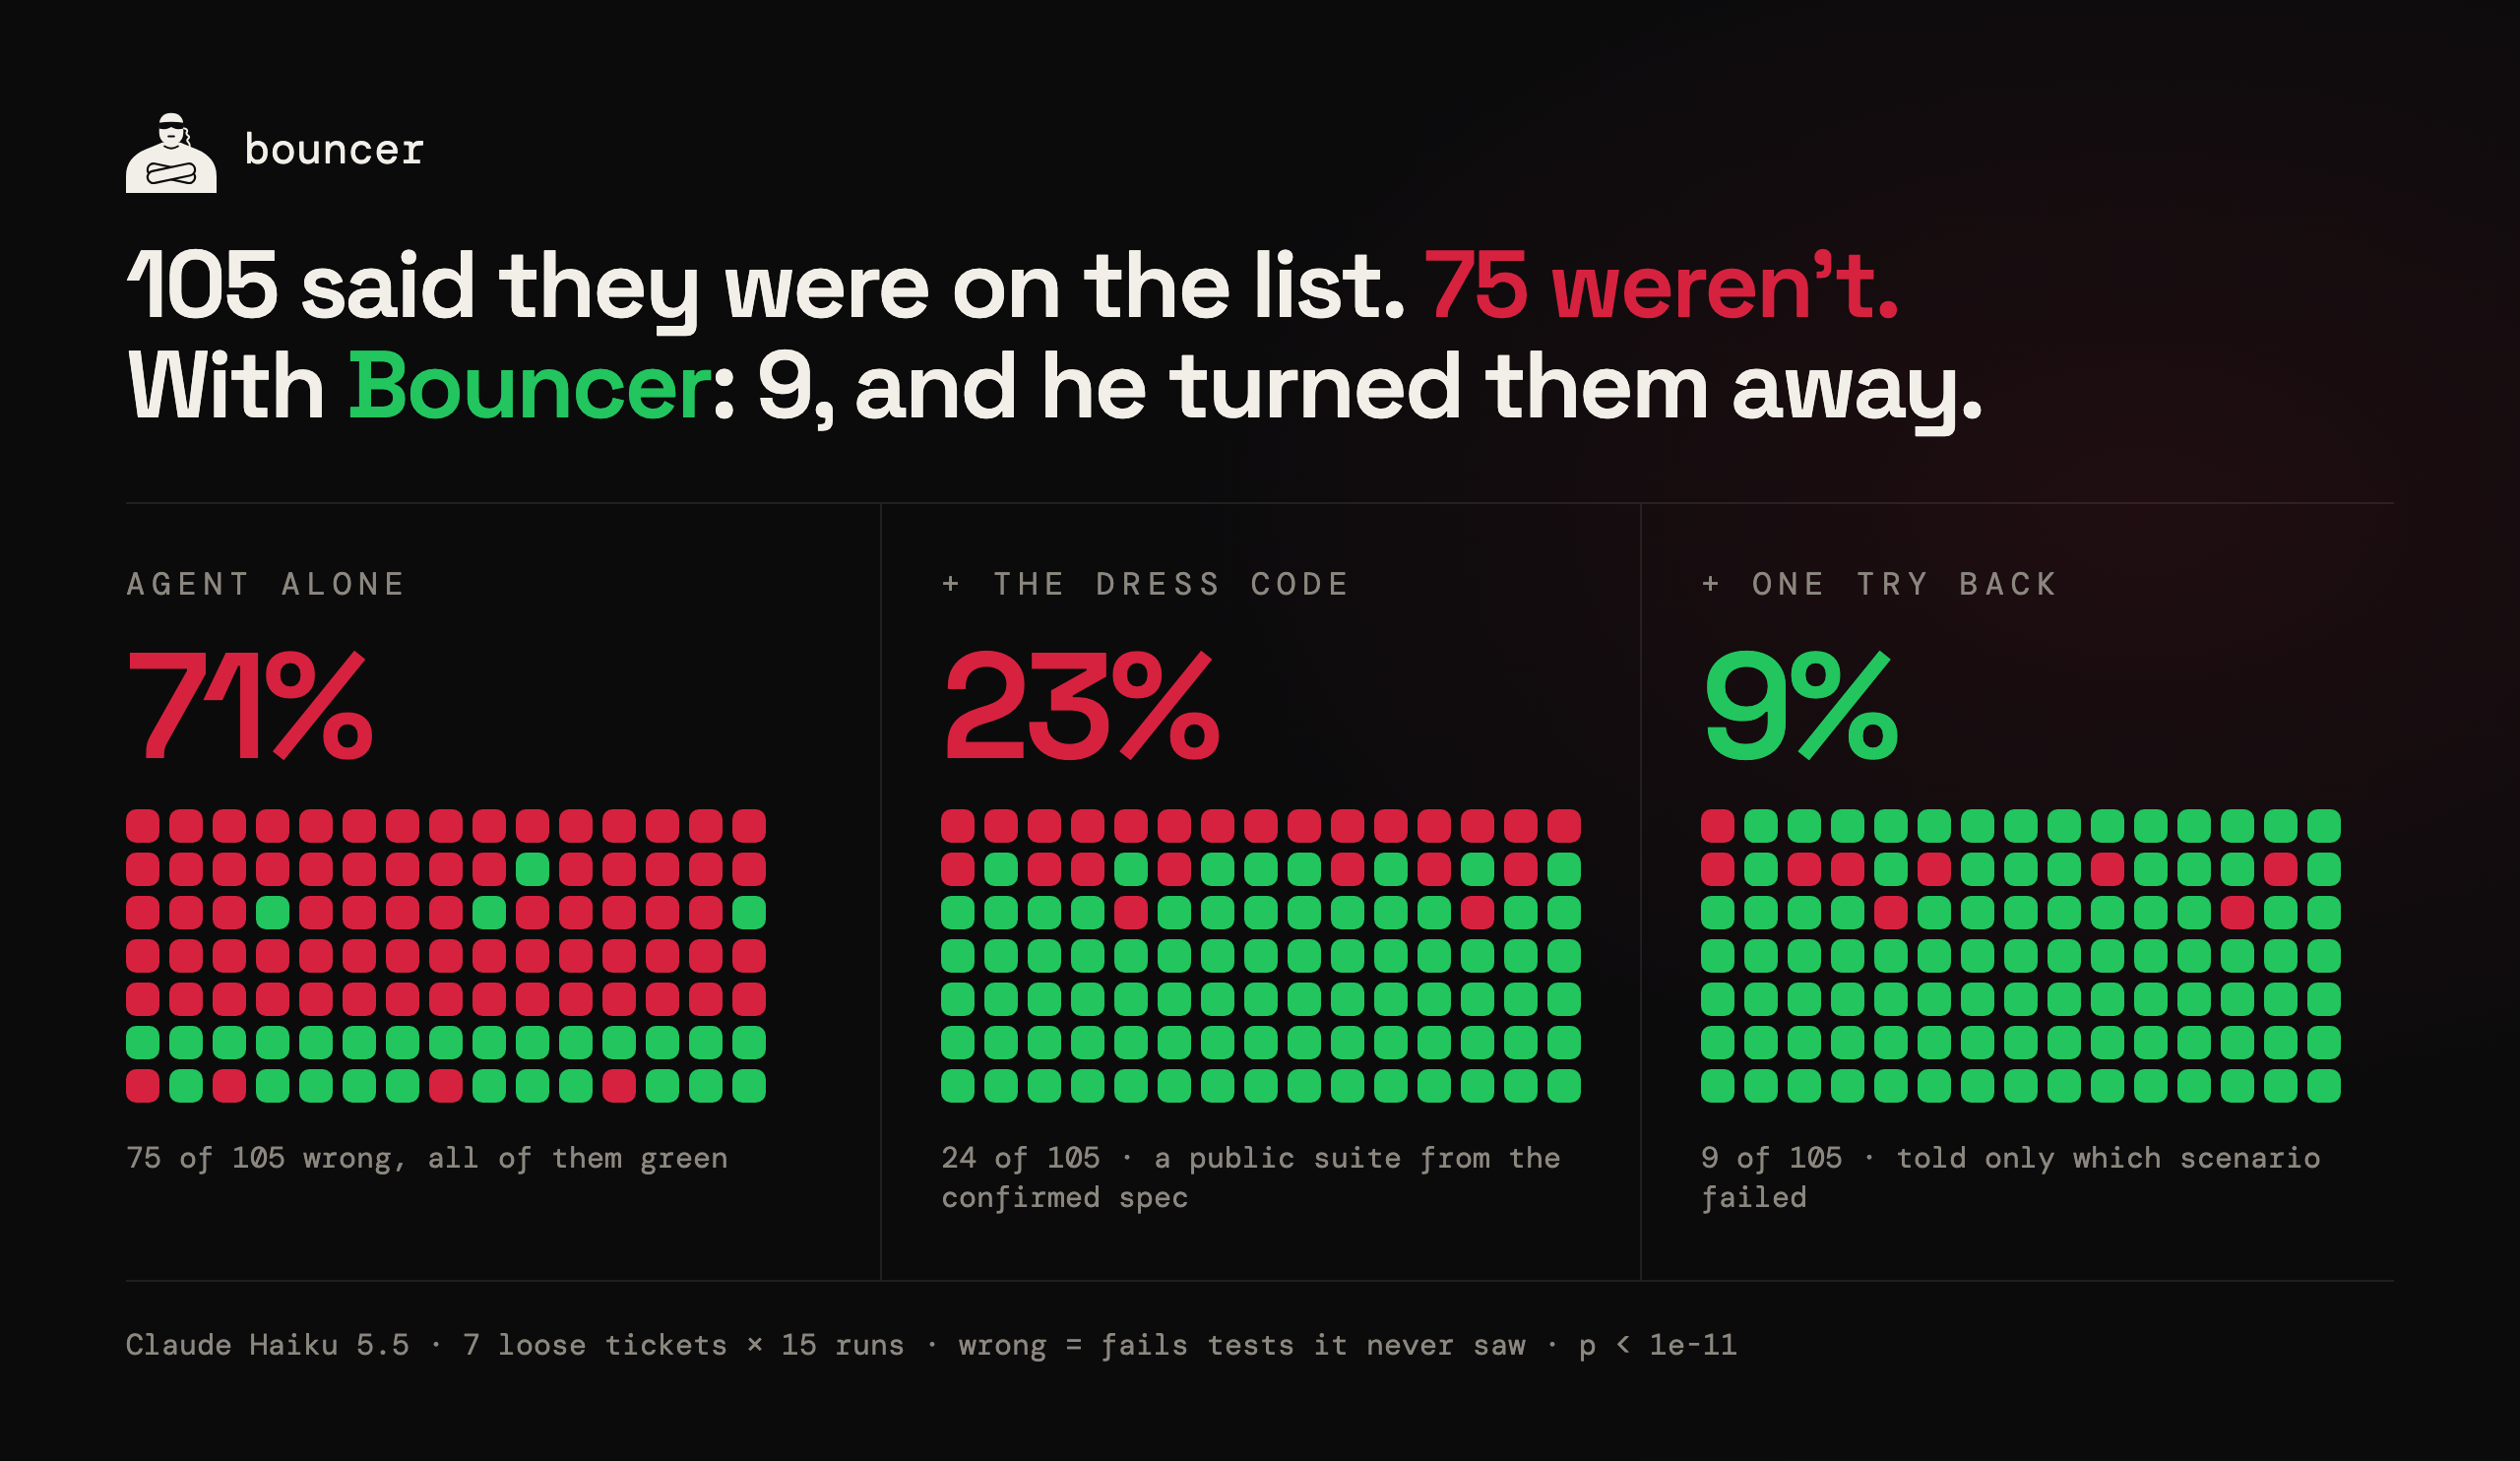 bouncer
105 said they were on the list. 75 weren’t.
With Bouncer: 9, and he turned them away.
AGENT ALONE
71%
75 of 105 wrong, all of them green
+ THE DRESS CODE
23%
24 of 105 · a public suite from the
confirmed spec
+ ONE TRY BACK
9%
9 of 105 · told only which scenario
failed
Claude Haiku 5.5 · 7 loose tickets × 15 runs · wrong = fails tests it never saw · p < 1e-11